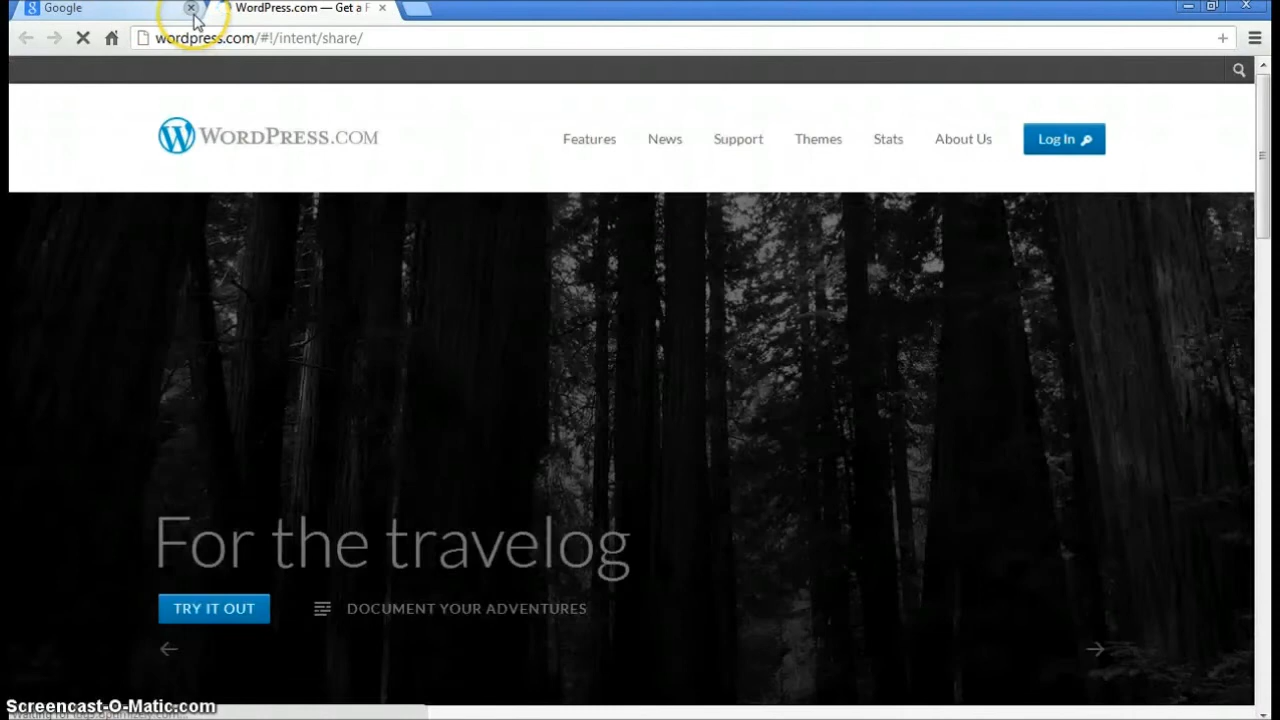 Google
WordPress.com — Get a F
wordpress.com/#!/intent/share/
WORDPRESS.COM
Features
News
Support
Themes
Stats
About Us
Log In
For the travelog
TRY IT OUT
DOCUMENT YOUR ADVENTURES
Screencast-O-Matic.com